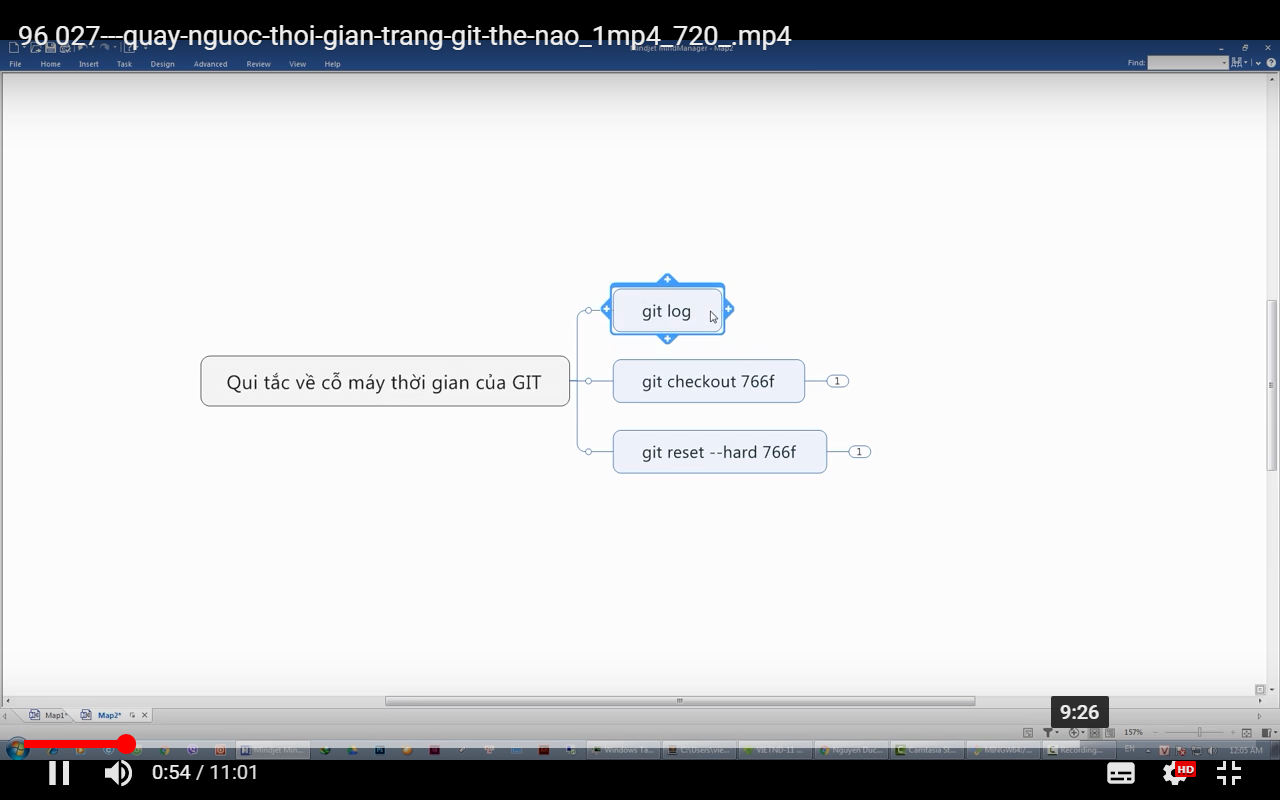 96 027---quay-nguoc-thoi-gian-trang-git-the-nao_1mp4_720_.mp4
File Home Insert Task Design Advanced Review View Help
Find:
git log
Qui tắc về cỗ máy thời gian của GIT
git checkout 766f
1
git reset --hard 766f
1
Map1*
Map2*
9:26
157%
Mindjet Min...
Windows Ta...
C:\Users\vie...
VIETND-11 ...
Nguyen Duc...
Camtasia St...
MINGW64:/...
Recording...
EN
12:05 AM
0:54 / 11:01
HD